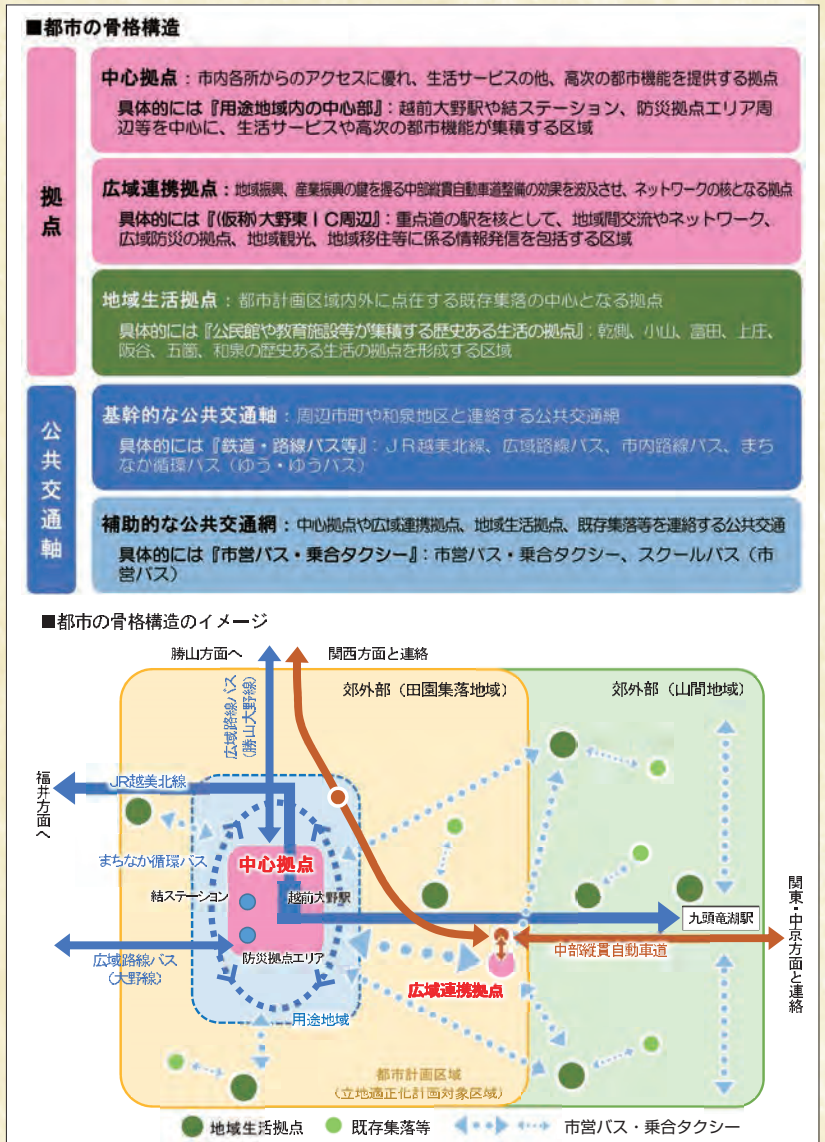 ■都市の骨格構造
拠点
中心拠点：市内各所からのアクセスに優れ、生活サービスの他、高次の都市機能を提供する拠点
具体的には『用途地域内の中心部』：越前大野駅や結ステーション、防災拠点エリア周
辺等を中心に、生活サービスや高次の都市機能が集積する区域
広域連携拠点：地域振興、産業振興の鍵を握る中部縦貫自動車道整備の効果を波及させ、ネットワークの核となる拠点
具体的には『(仮称)大野東ＩＣ周辺』：重点道の駅を核として、地域間交流やネットワーク、
広域防災の拠点、地域観光、地域移住等に係る情報発信を包括する区域
地域生活拠点：都市計画区域内外に点在する既存集落の中心となる拠点
具体的には『公民館や教育施設等が集積する歴史ある生活の拠点』：乾側、小山、富田、上庄、
阪谷、五箇、和泉の歴史ある生活の拠点を形成する区域
公共交通軸
基幹的な公共交通軸：周辺市町や和泉地区と連絡する公共交通網
具体的には『鉄道・路線バス等』：ＪＲ越美北線、広域路線バス、市内路線バス、まち
なか循環バス（ゆう・ゆうバス）
補助的な公共交通網：中心拠点や広域連携拠点、地域生活拠点、既存集落等を連絡する公共交通
具体的には『市営バス・乗合タクシー』：市営バス・乗合タクシー、スクールバス（市
営バス）
■都市の骨格構造のイメージ
勝山方面へ
関西方面と連絡
広域路線バス
（勝山大野線）
郊外部（田園集落地域）
郊外部（山間地域）
福井方面へ
JR越美北線
まちなか循環バス
中心拠点
結ステーション
越前大野駅
九頭竜湖駅
関東・中京方面と連絡
広域路線バス
（大野線）
防災拠点エリア
中部縦貫自動車道
広域連携拠点
用途地域
都市計画区域
（立地適正化計画対象区域）
地域生活拠点
既存集落等
市営バス・乗合タクシー